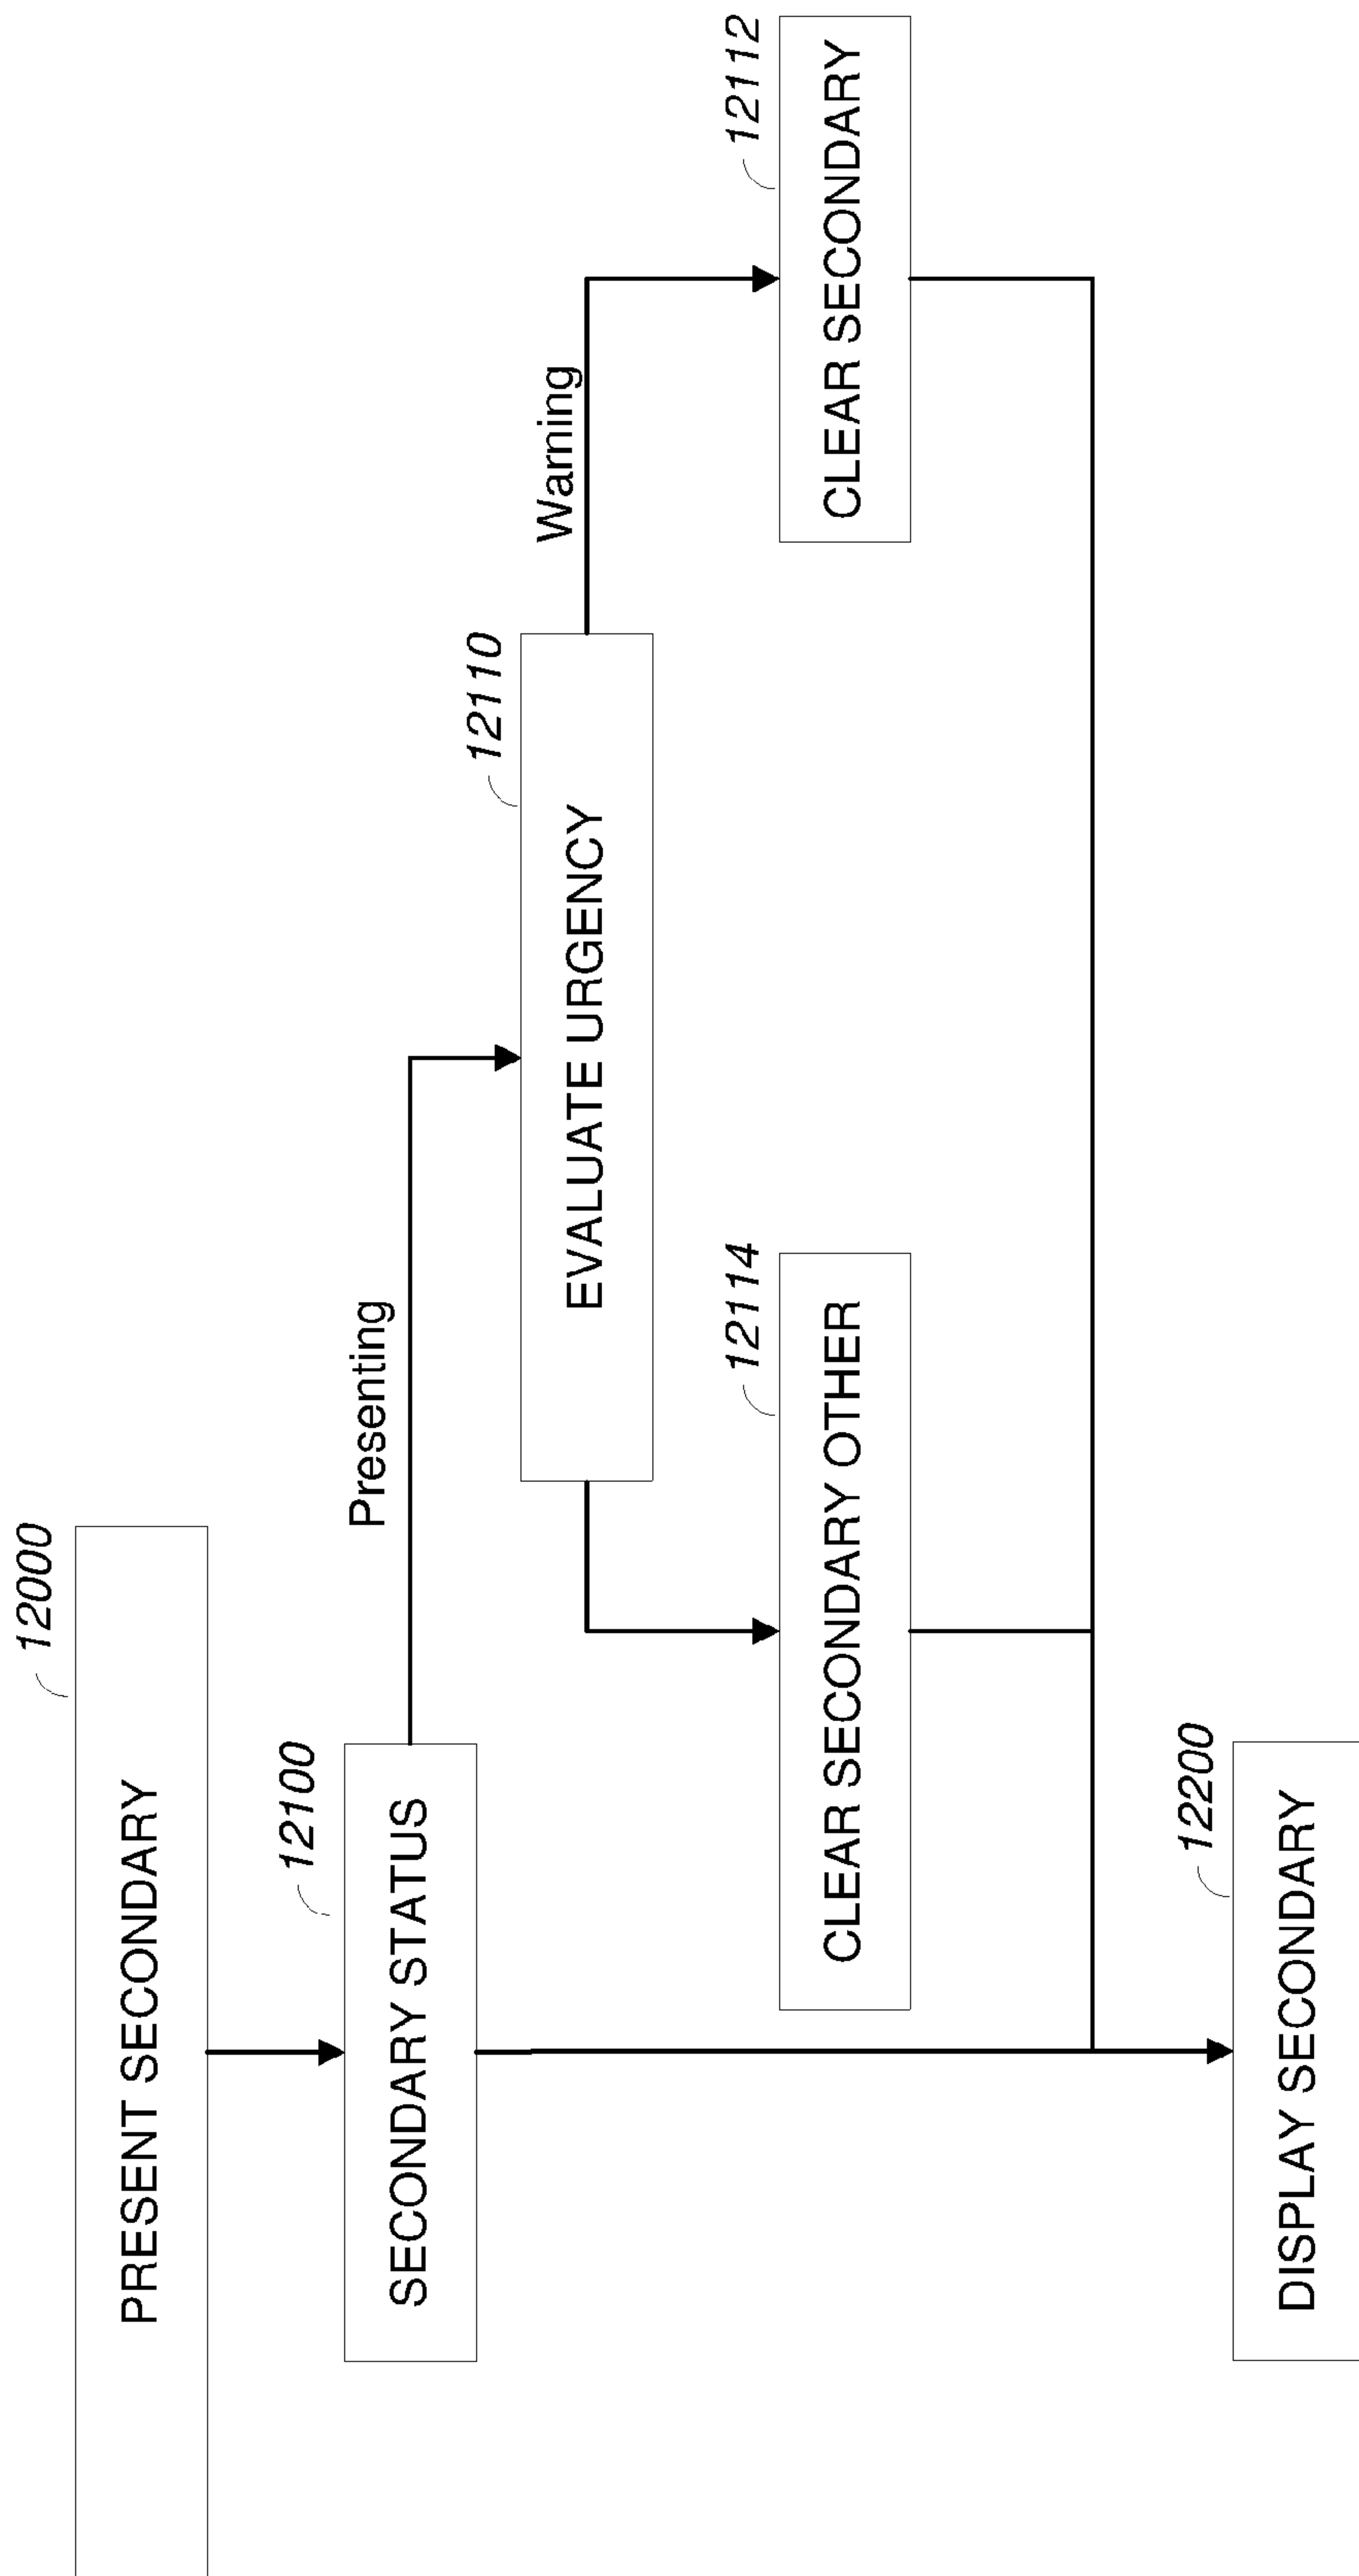 12000
PRESENT SECONDARY
12100
SECONDARY STATUS
Presenting
12110
EVALUATE URGENCY
Warning
12114
CLEAR SECONDARY OTHER
12112
CLEAR SECONDARY
12200
DISPLAY SECONDARY